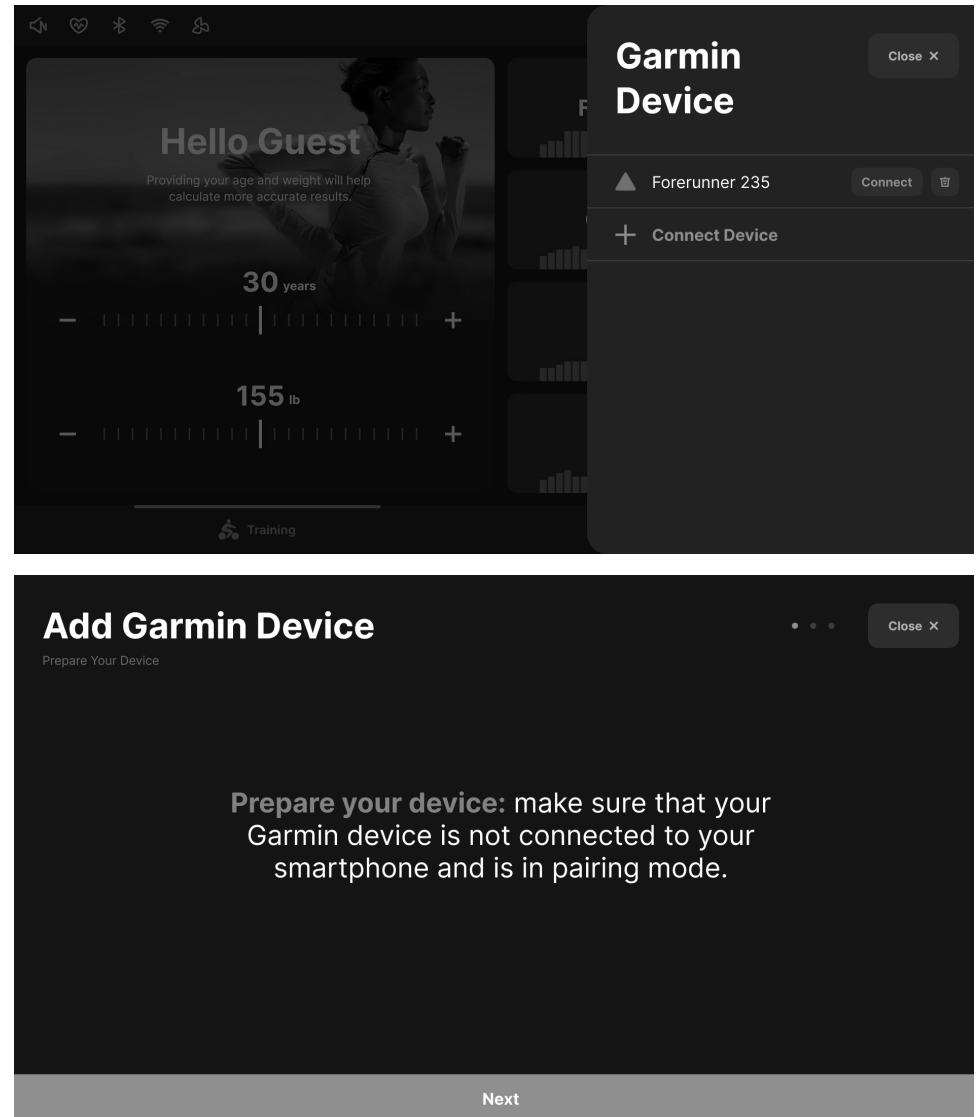 Hello Guest
Providing your age and weight will help
calculate more accurate results.
30 years
155 lb
Training
F
Garmin
Device
Close ×
Forerunner 235
Connect
Connect Device
Add Garmin Device
Prepare Your Device
Close ×
Prepare your device: make sure that your
Garmin device is not connected to your
smartphone and is in pairing mode.
Next